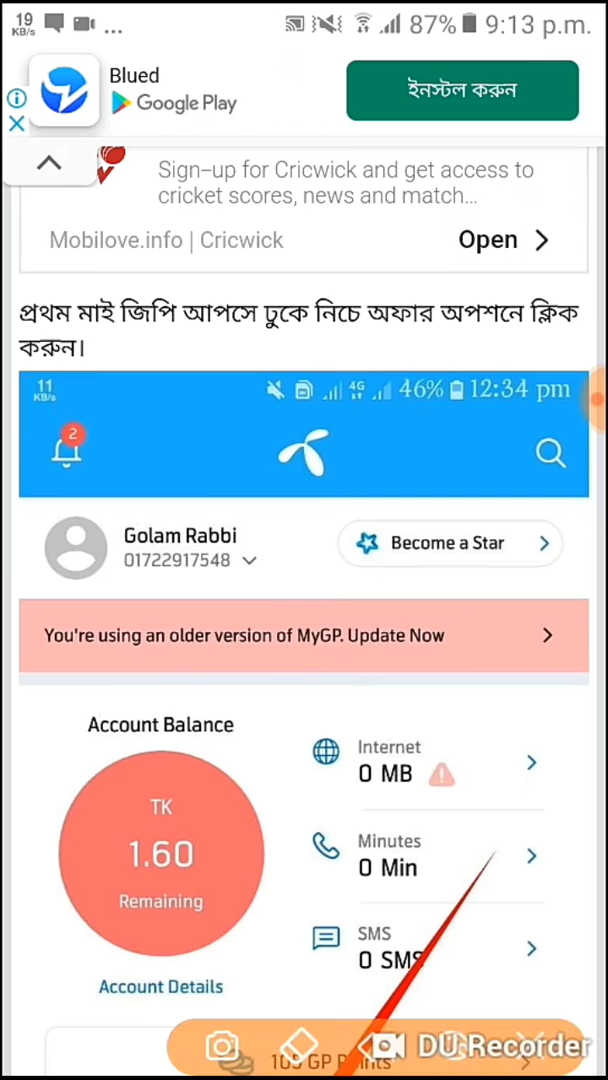 19
KB/s
... 87% 9:13 p.m.
Blued
Google Play
ইনস্টল করুন
Sign-up for Cricwick and get access to
cricket scores, news and match...
Mobilove.info | Cricwick
Open
প্রথম মাই জিপি আপসে ঢুকে নিচে অফার অপশনে ক্লিক
করুন।
11
KB/s
4G 46% 12:34 pm
2
Golam Rabbi
01722917548
Become a Star
You're using an older version of MyGP. Update Now
Account Balance
TK
1.60
Remaining
Account Details
Internet
0 MB
Minutes
0 Min
SMS
0 SMS
105 GP Points
DU Recorder